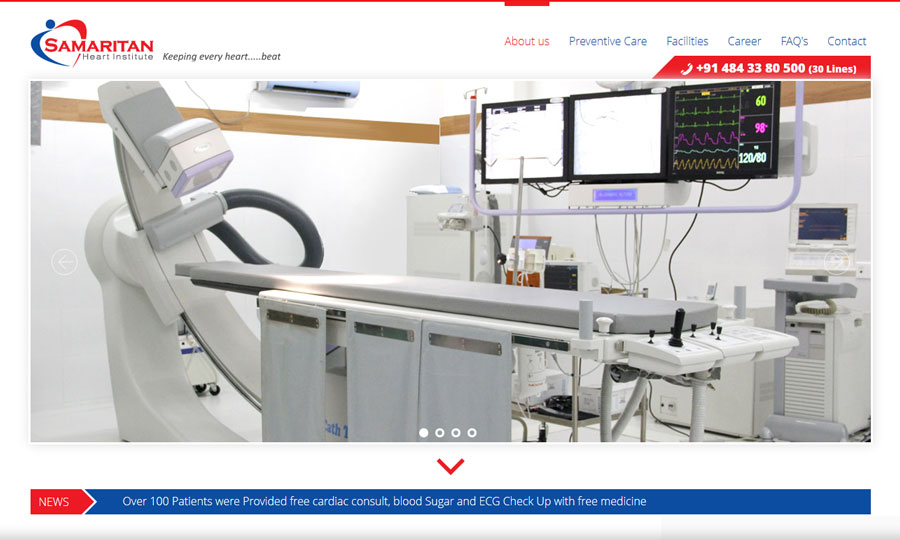 SAMARITAN
Heart Institute
Keeping every heart.....beat
About us
Preventive Care
Facilities
Career
FAQ's
Contact
+91 484 33 80 500 (30 Lines)
60
98
120/80
NEWS
Over 100 Patients were Provided free cardiac consult, blood Sugar and ECG Check Up with free medicine